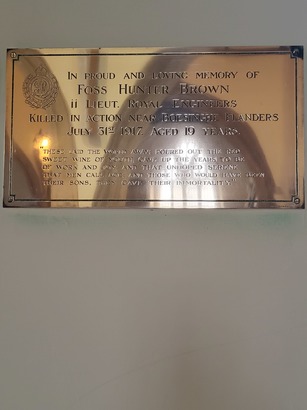 IN PROUD AND LOVING MEMORY OF
FOSS HUNTER BROWN
II LIEUT. ROYAL ENGINEERS
KILLED IN ACTION NEAR BOESINGHE, FLANDERS
JULY 31ST 1917. AGED 19 YEARS.
"THESE LAID THE WORLD AWAY, POURED OUT THE RED
SWEET WINE OF YOUTH, GAVE UP THE YEARS TO BE
OF WORK AND JOY AND THAT UNHOPED SERENE
THAT MEN CALL AGE, AND THOSE WHO WOULD HAVE BEEN
THEIR SONS, THEY GAVE, THEIR IMMORTALITY"